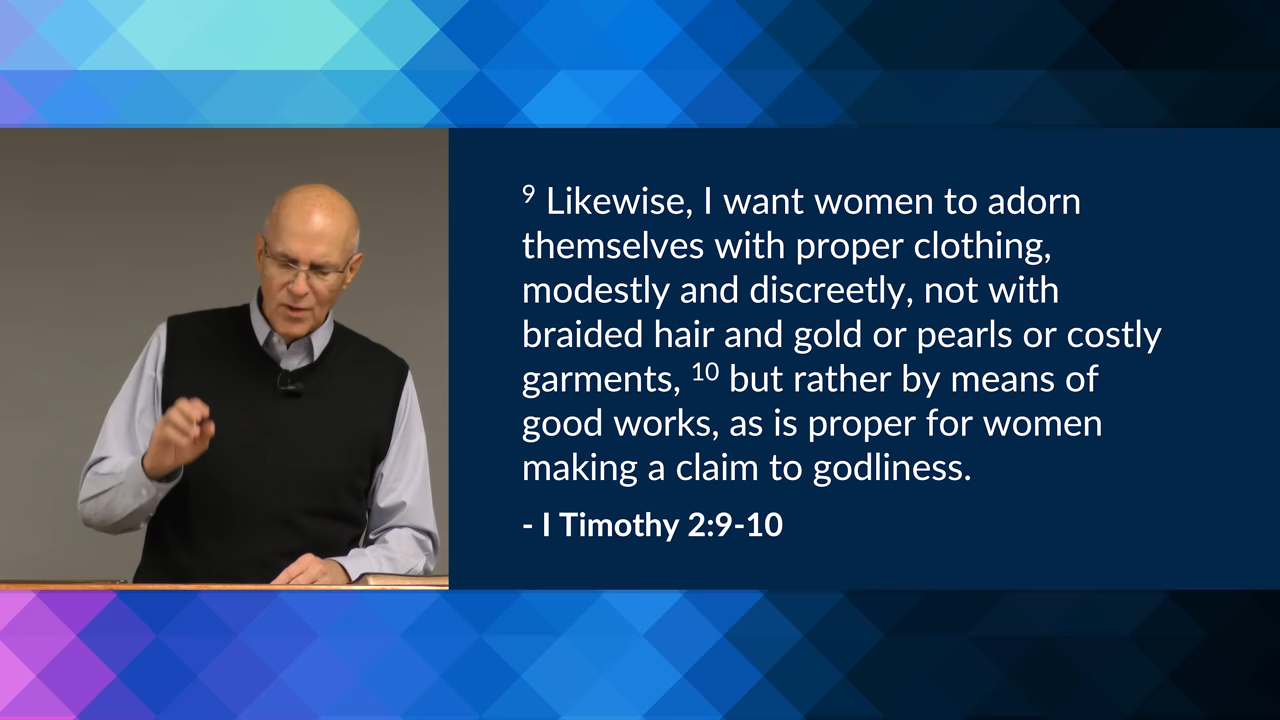 ⁹ Likewise, I want women to adorn
themselves with proper clothing,
modestly and discreetly, not with
braided hair and gold or pearls or costly
garments, ¹⁰ but rather by means of
good works, as is proper for women
making a claim to godliness.
- I Timothy 2:9-10